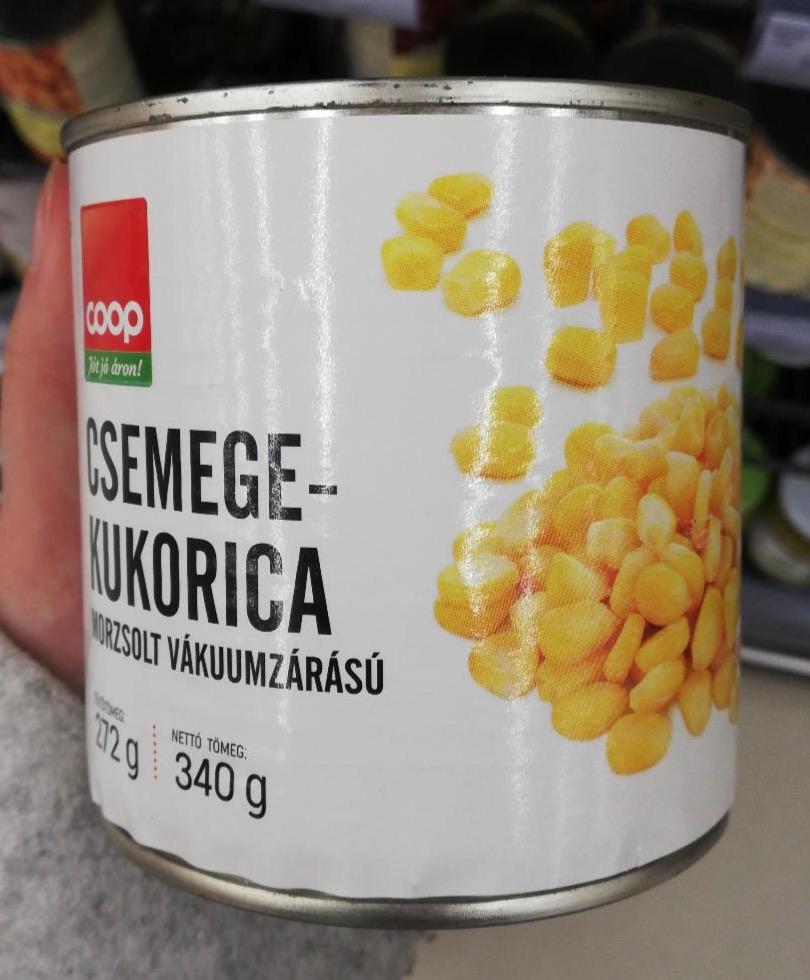 coop
Jót jó áron!
CSEMEGE-
KUKORICA
MORZSOLT VÁKUUMZÁRÁSÚ
272 g
NETTÓ TÖMEG:
340 g